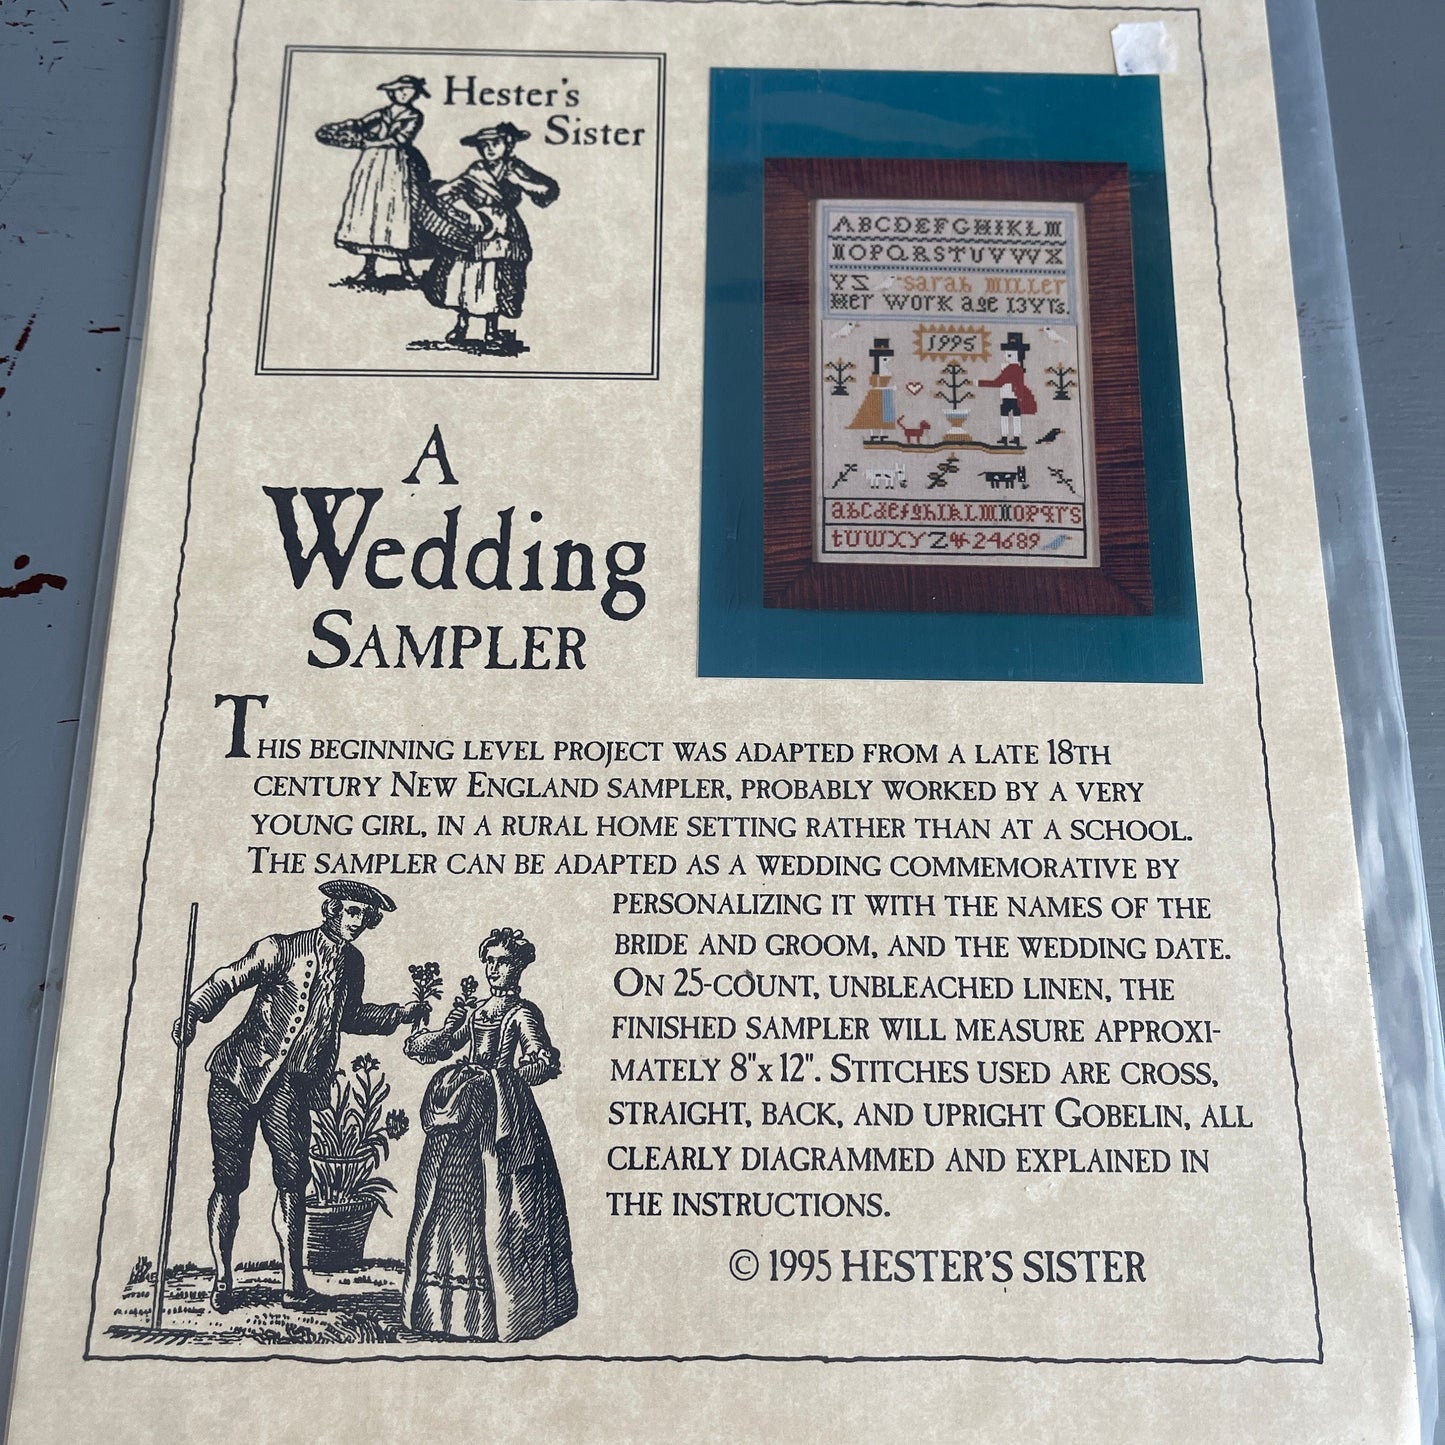 Hester's
Sister
ABCDEFGHIKLM
NOPQRSTUVWX
YZ sarah Miller
Her work age 13 yrs.
1995
abcdefghIkLMNOPqrs
tUWXYZ& 24689
A
Wedding
SAMPLER
THIS BEGINNING LEVEL PROJECT WAS ADAPTED FROM A LATE 18TH
CENTURY NEW ENGLAND SAMPLER, PROBABLY WORKED BY A VERY
YOUNG GIRL, IN A RURAL HOME SETTING RATHER THAN AT A SCHOOL.
THE SAMPLER CAN BE ADAPTED AS A WEDDING COMMEMORATIVE BY
PERSONALIZING IT WITH THE NAMES OF THE
BRIDE AND GROOM, AND THE WEDDING DATE.
ON 25-COUNT, UNBLEACHED LINEN, THE
FINISHED SAMPLER WILL MEASURE APPROXI-
MATELY 8"x 12". STITCHES USED ARE CROSS,
STRAIGHT, BACK, AND UPRIGHT GOBELIN, ALL
CLEARLY DIAGRAMMED AND EXPLAINED IN
THE INSTRUCTIONS.
© 1995 HESTER'S SISTER